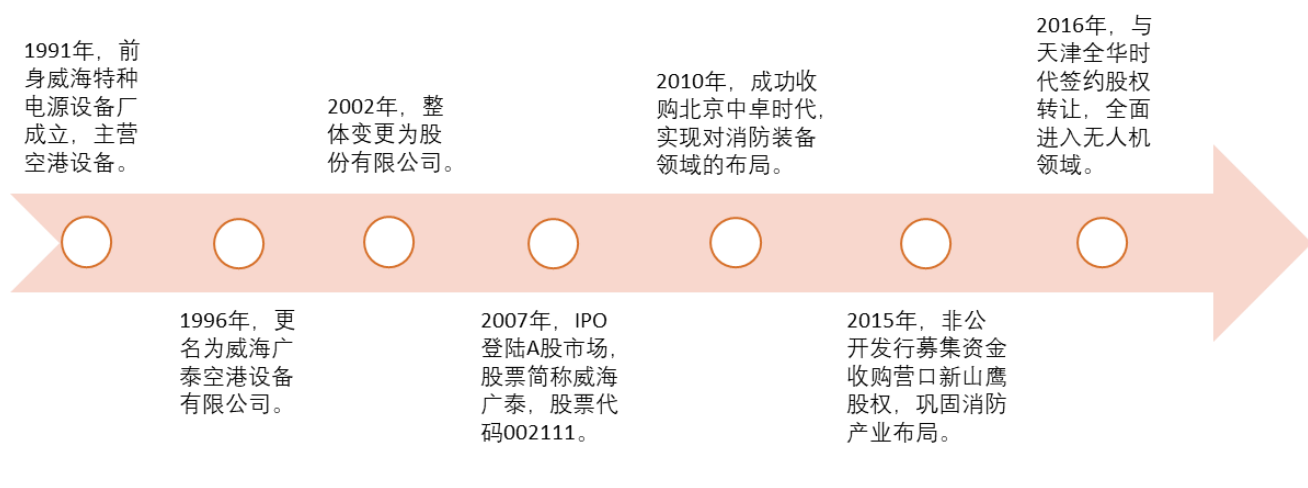 1991年，前
身威海特种
电源设备厂
成立，主营
空港设备。
1996年，更
名为威海广
泰空港设备
有限公司。
2002年，整
体变更为股
份有限公司。
2007年，IPO
登陆A股市场，
股票简称威海
广泰，股票代
码002111。
2010年，成功收
购北京中卓时代，
实现对消防装备
领域的布局。
2015年，非公
开发行募集资金
收购营口新山鹰
股权，巩固消防
产业布局。
2016年，与
天津全华时
代签约股权
转让，全面
进入无人机
领域。